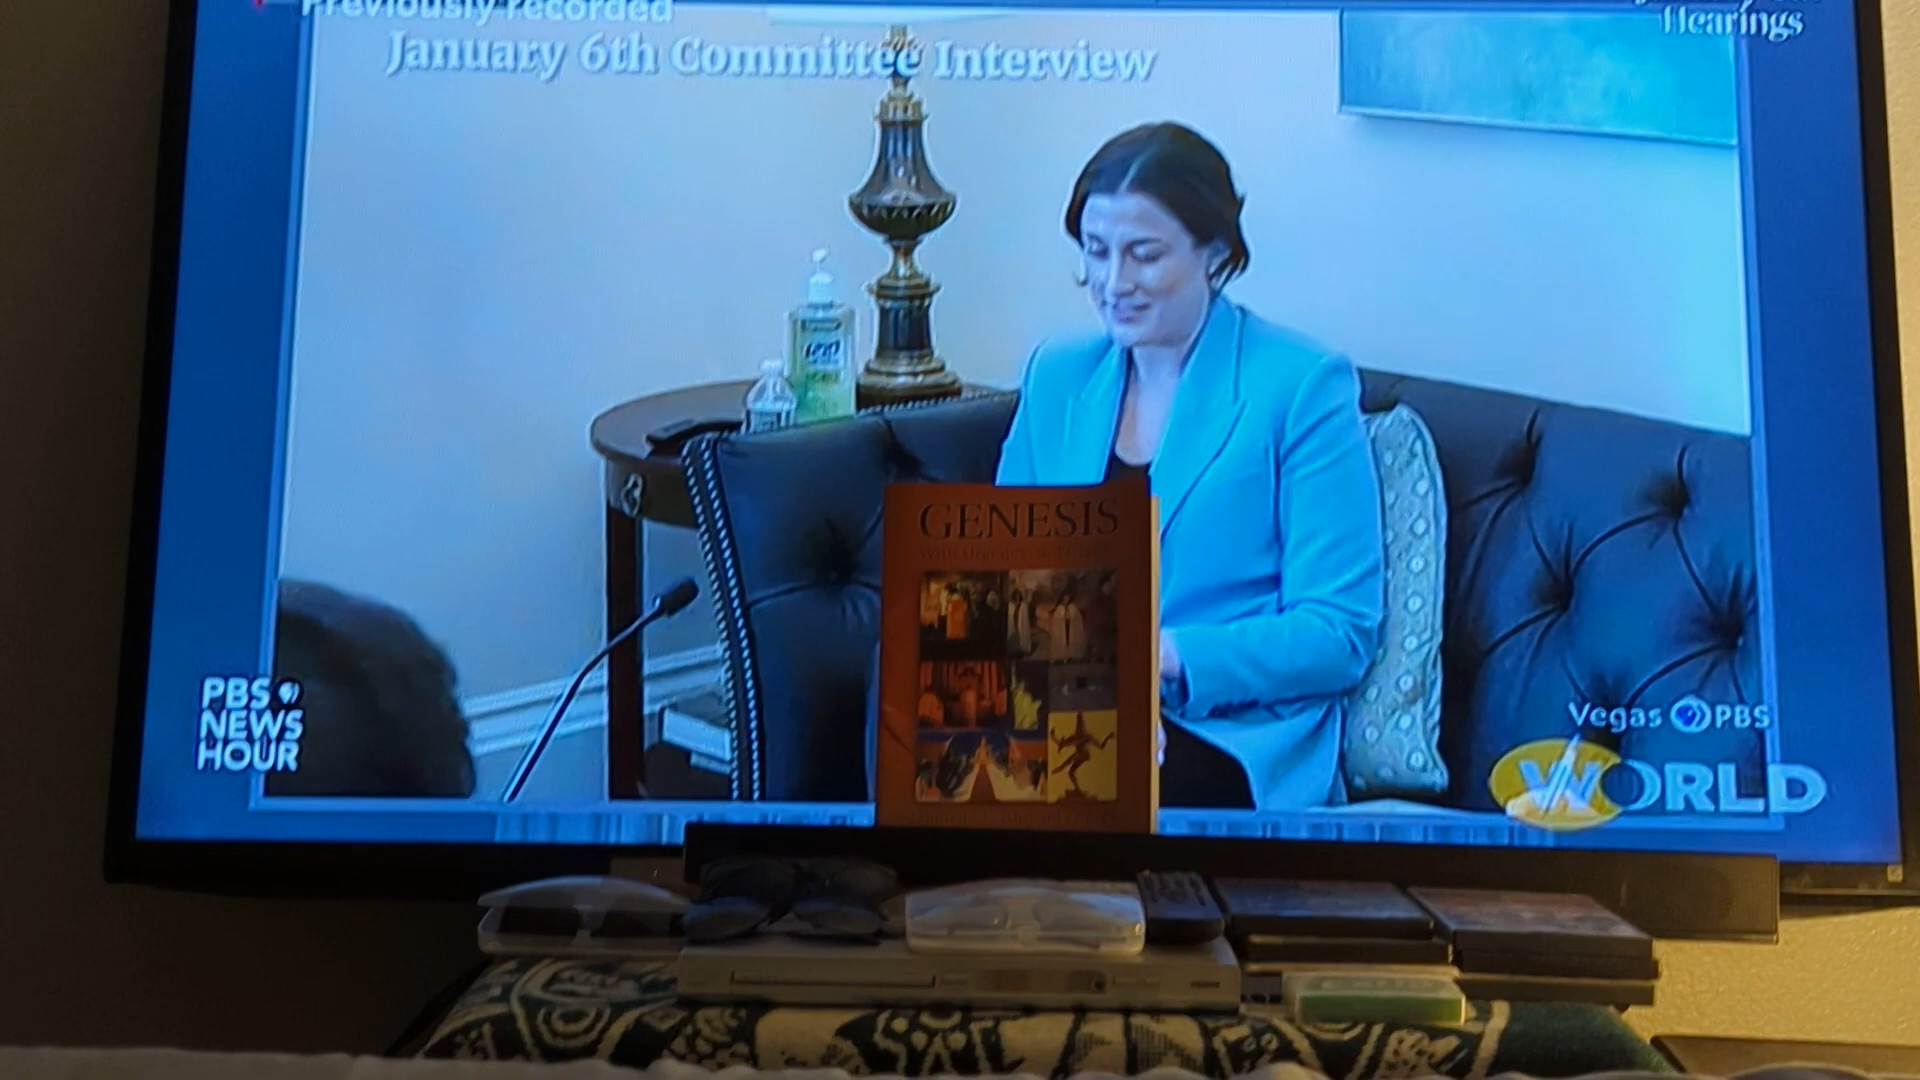 Previously recorded
Hearings
January 6th Committee Interview
GENESIS
PBS
NEWS
HOUR
Vegas PBS
WORLD